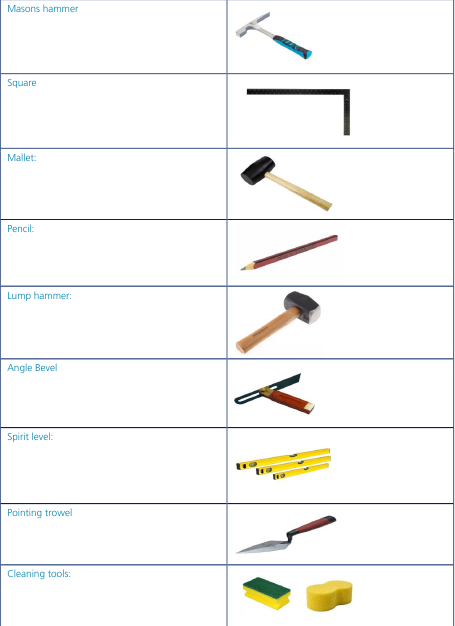 Masons hammer
Square
Mallet:
Pencil:
Lump hammer:
Angle Bevel
Spirit level:
Pointing trowel
Cleaning tools: